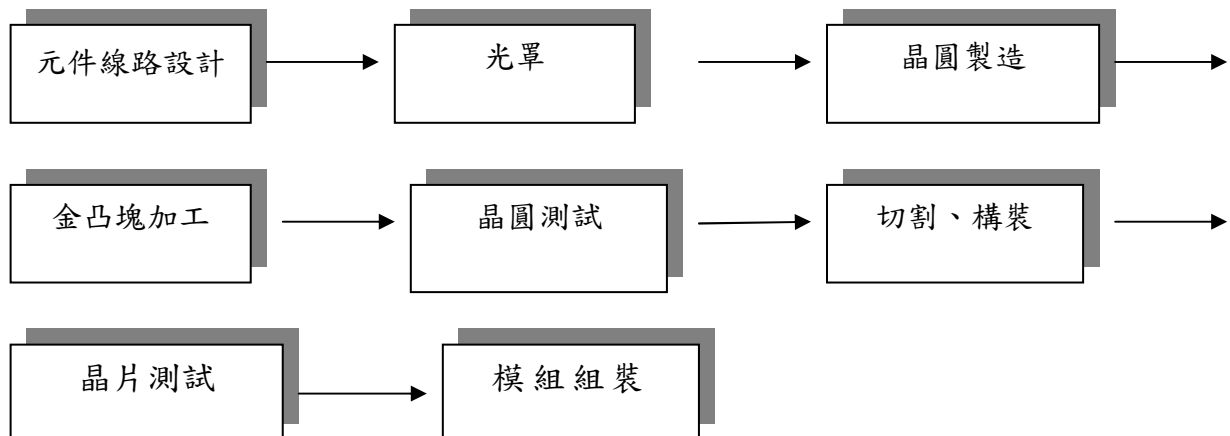 元件線路設計
光罩
晶圓製造
金凸塊加工
晶圓測試
切割、構裝
晶片測試
模組組裝